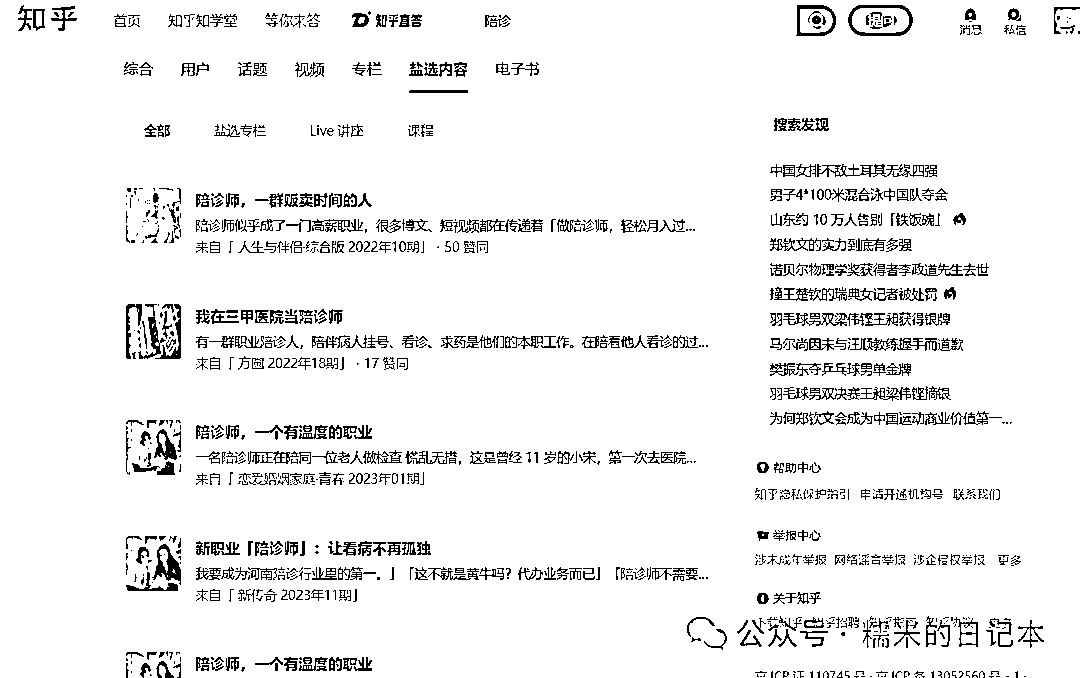 知乎 首页 知乎知学堂 等你来答 知乎直答 陪诊 消息 私信
综合 用户 话题 视频 专栏 盐选内容 电子书
全部 盐选专栏 Live 讲座 课程
陪诊师，一群贩卖时间的人
陪诊师似乎成了一门高薪职业，很多博文、短视频都在传递着「做陪诊师，轻松月入过...
来自「 人生与伴侣·综合版 2022年10期」 · 50 赞同
我在三甲医院当陪诊师
有一群职业陪诊人，陪伴病人挂号、看诊、求药是他们的本职工作。在陪着他人看诊的过...
来自「 方圆 2022年18期」 · 17 赞同
陪诊师，一个有温度的职业
一名陪诊师正在陪同一位老人做检查 慌乱无措，这是曾经 11 岁的小宋，第一次去医院...
来自「 恋爱婚姻家庭·青春 2023年01期」
新职业「陪诊师」：让看病不再孤独
我要成为河南陪诊行业里的第一。」「这不就是黄牛吗？代办业务而已」「陪诊师不需要...
来自「 新传奇 2023年11期」
陪诊师，一个有温度的职业
搜索发现
中国女排不敌土耳其无缘四强
男子4*100米混合泳中国队夺金
山东约 10 万人告别「铁饭碗」
郑钦文的实力到底有多强
诺贝尔物理学奖获得者李政道先生去世
撞王楚钦的瑞典女记者被处罚
羽毛球男双梁伟铿王昶获得银牌
马尔尚因未与汪顺教练握手而道歉
樊振东夺乒乓球男单金牌
羽毛球男双决赛王昶梁伟铿摘银
为何郑钦文会成为中国运动商业价值第一...
帮助中心
知乎隐私保护指引 申请开通机构号 联系我们
举报中心
涉未成年举报 网络谣言举报 涉企侵权举报 更多
关于知乎
公众号 · 糯米的日记本
京 ICP 证 110745 号 · 京 ICP 备 13052560 号 - 1 ·